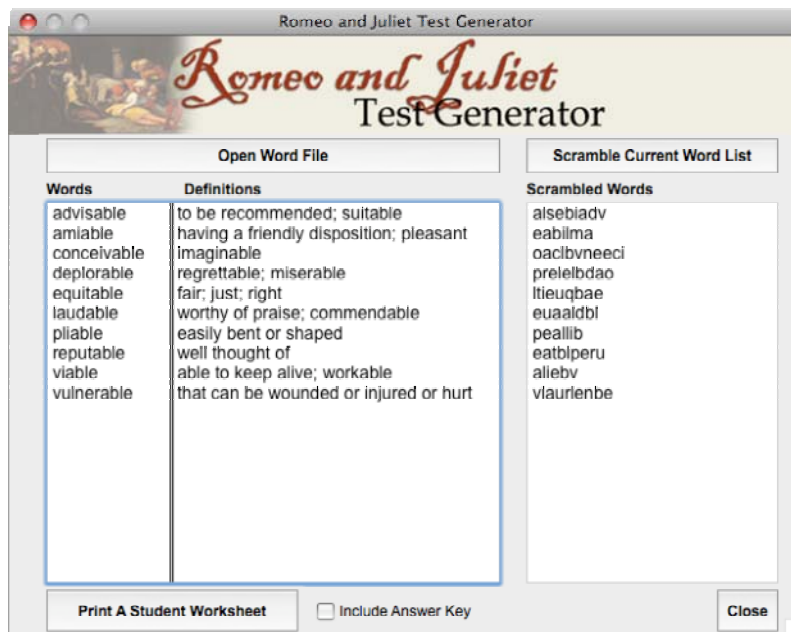 Romeo and Juliet Test Generator
Romeo and Juliet
Test Generator
Open Word File
Scramble Current Word List
Words Definitions Scrambled Words
advisable to be recommended; suitable alsebiadv
amiable having a friendly disposition; pleasant eabilma
conceivable imaginable oaclbvneeci
deplorable regrettable; miserable prelelbdao
equitable fair; just; right ltieuqbae
laudable worthy of praise; commendable euaaldbl
pliable easily bent or shaped peallib
reputable well thought of eatblperu
viable able to keep alive; workable aliebv
vulnerable that can be wounded or injured or hurt vlaurlenbe
Print A Student Worksheet
Include Answer Key
Close